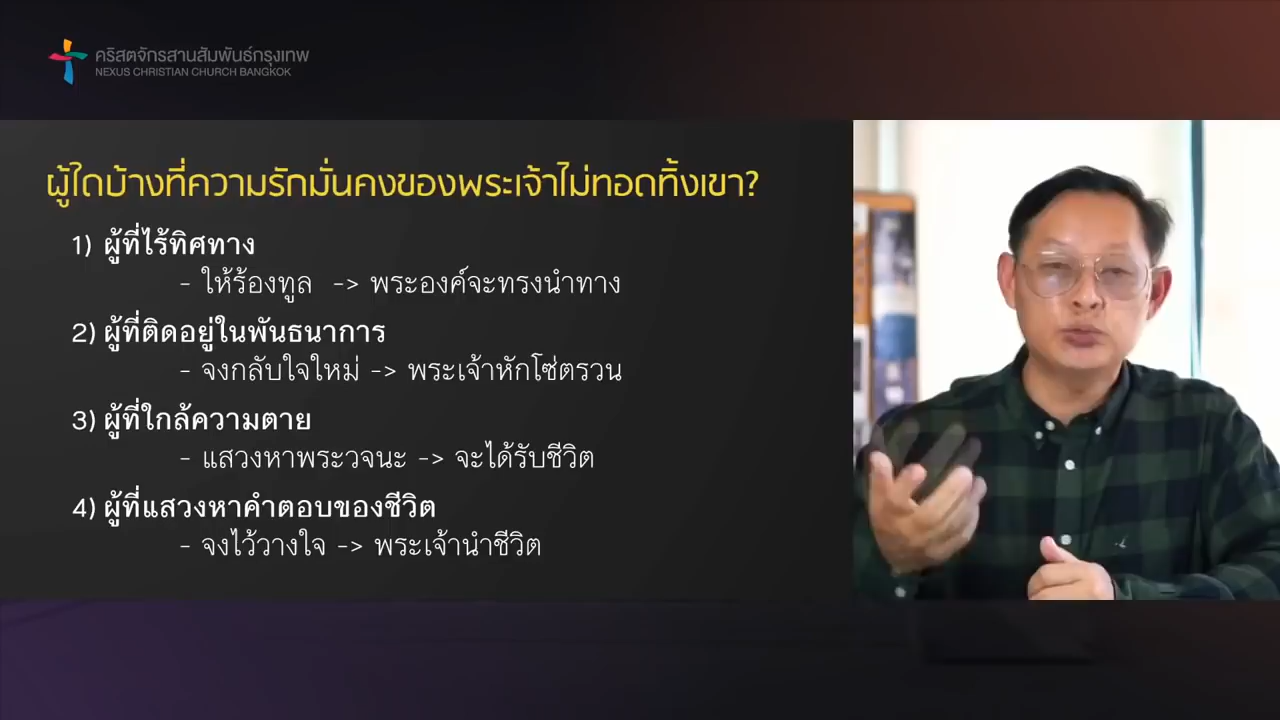 คริสตจักรสานสัมพันธ์กรุงเทพ
NEXUS CHRISTIAN CHURCH BANGKOK
ผู้ใดบ้างที่ความรักมั่นคงของพระเจ้าไม่ทอดทิ้งเขา?
1) ผู้ที่ไร้ทิศทาง
- ให้ร้องทูล -> พระองค์จะทรงนำทาง
2) ผู้ที่ติดอยู่ในพันธนาการ
- จงกลับใจใหม่ -> พระเจ้าหักโซ่ตรวน
3) ผู้ที่ใกล้ความตาย
- แสวงหาพระวจนะ -> จะได้รับชีวิต
4) ผู้ที่แสวงหาคำตอบของชีวิต
- จงไว้วางใจ -> พระเจ้านำชีวิต